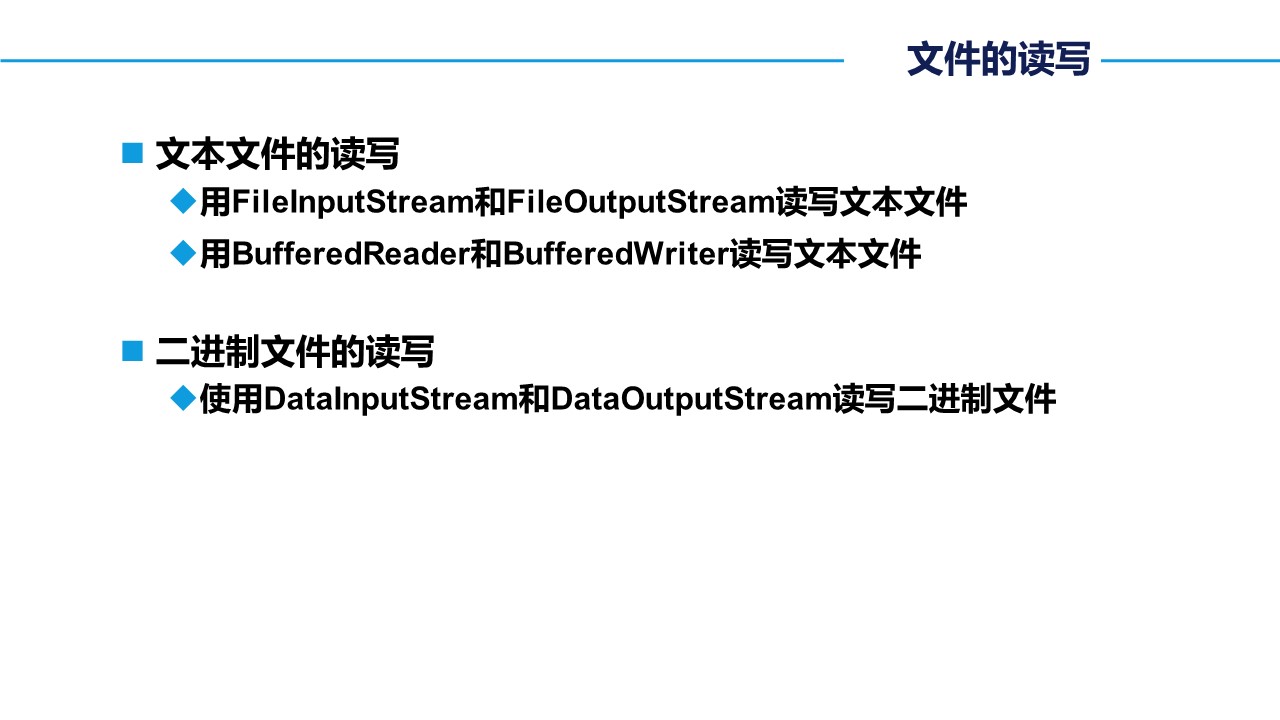 文件的读写
文本文件的读写
用FileInputStream和FileOutputStream读写文本文件
用BufferedReader和BufferedWriter读写文本文件
二进制文件的读写
使用DataInputStream和DataOutputStream读写二进制文件